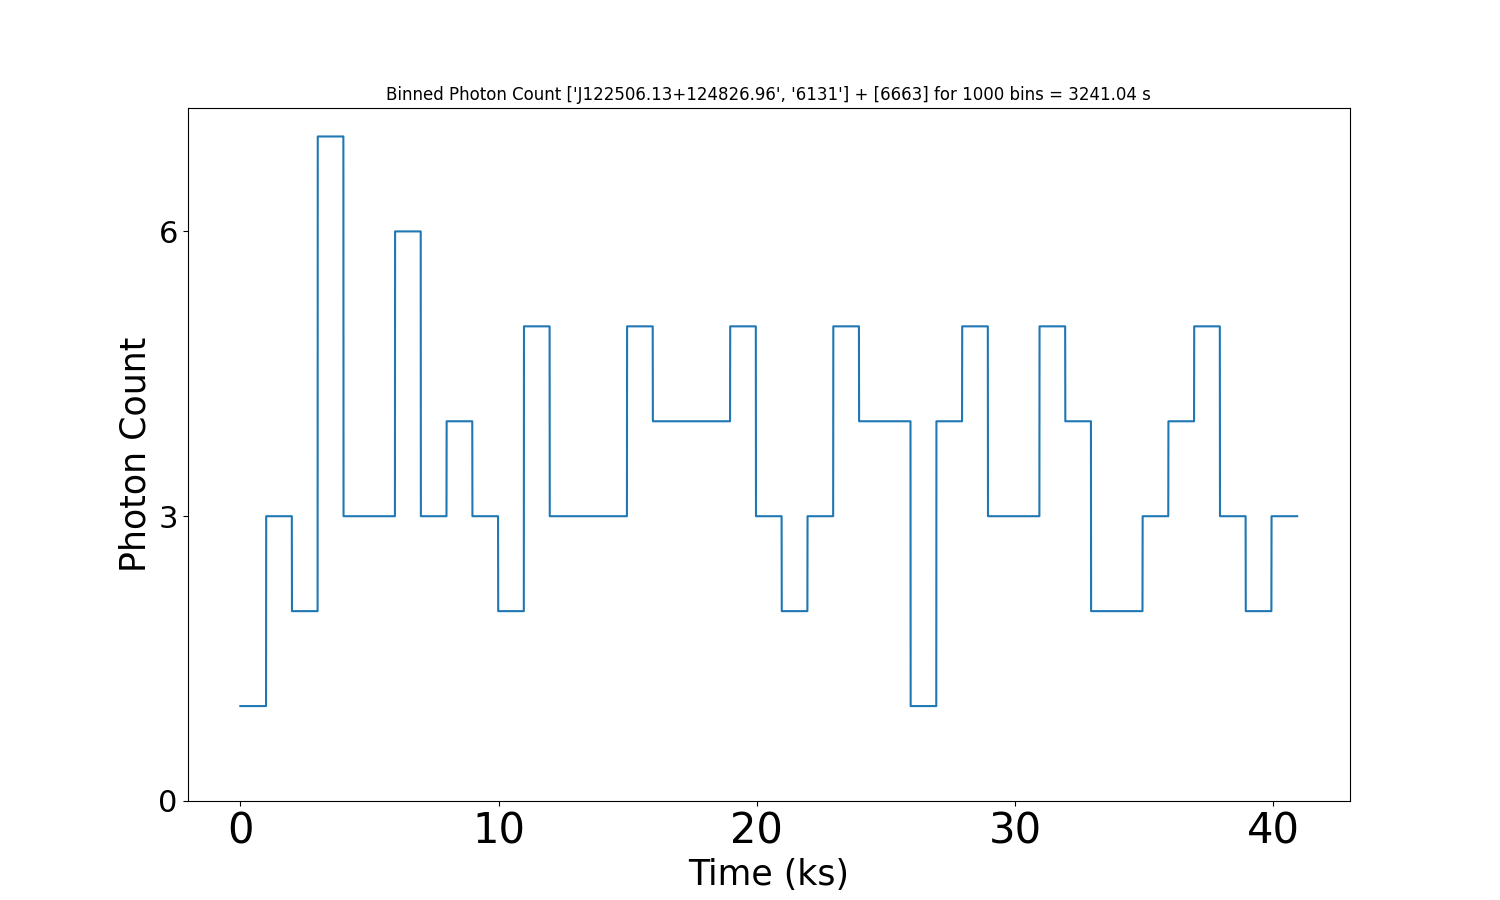 Binned Photon Count ['J122506.13+124826.96', '6131'] + [6663] for 1000 bins = 3241.04 s
6
3
0
Photon Count
0 10 20 30 40
Time (ks)